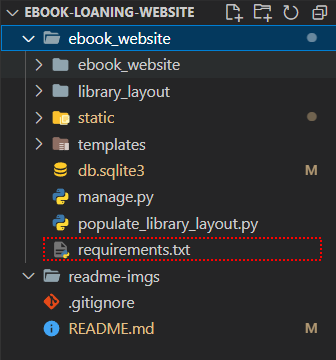 EBOOK-LOANING-WEBSITE
ebook_website
ebook_website
library_layout
static
templates
db.sqlite3 M
manage.py
populate_library_layout.py
requirements.txt
readme-imgs
.gitignore
README.md M